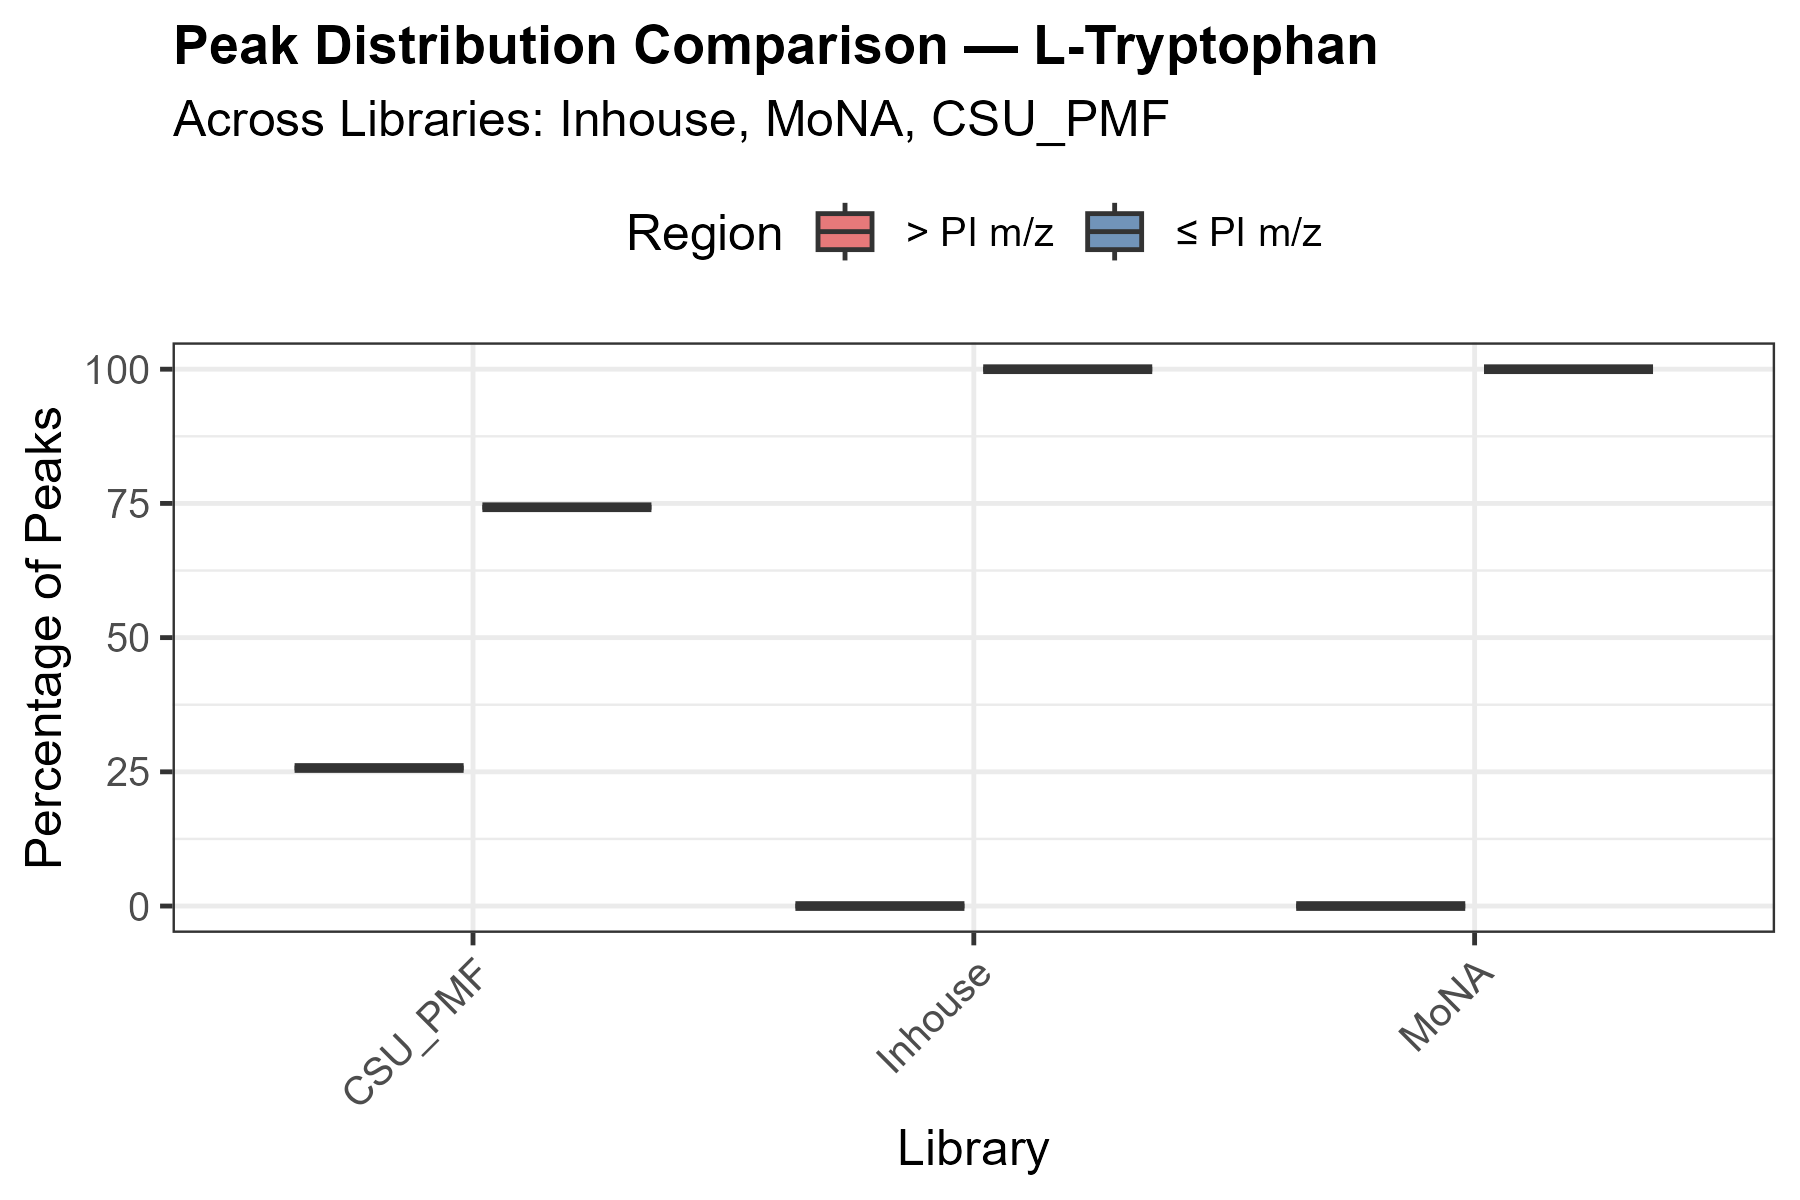 Peak Distribution Comparison — L-Tryptophan
Across Libraries: Inhouse, MoNA, CSU_PMF
Region > PI m/z ≤ PI m/z
Percentage of Peaks
100
75
50
25
0
CSU_PMF Inhouse MoNA
Library